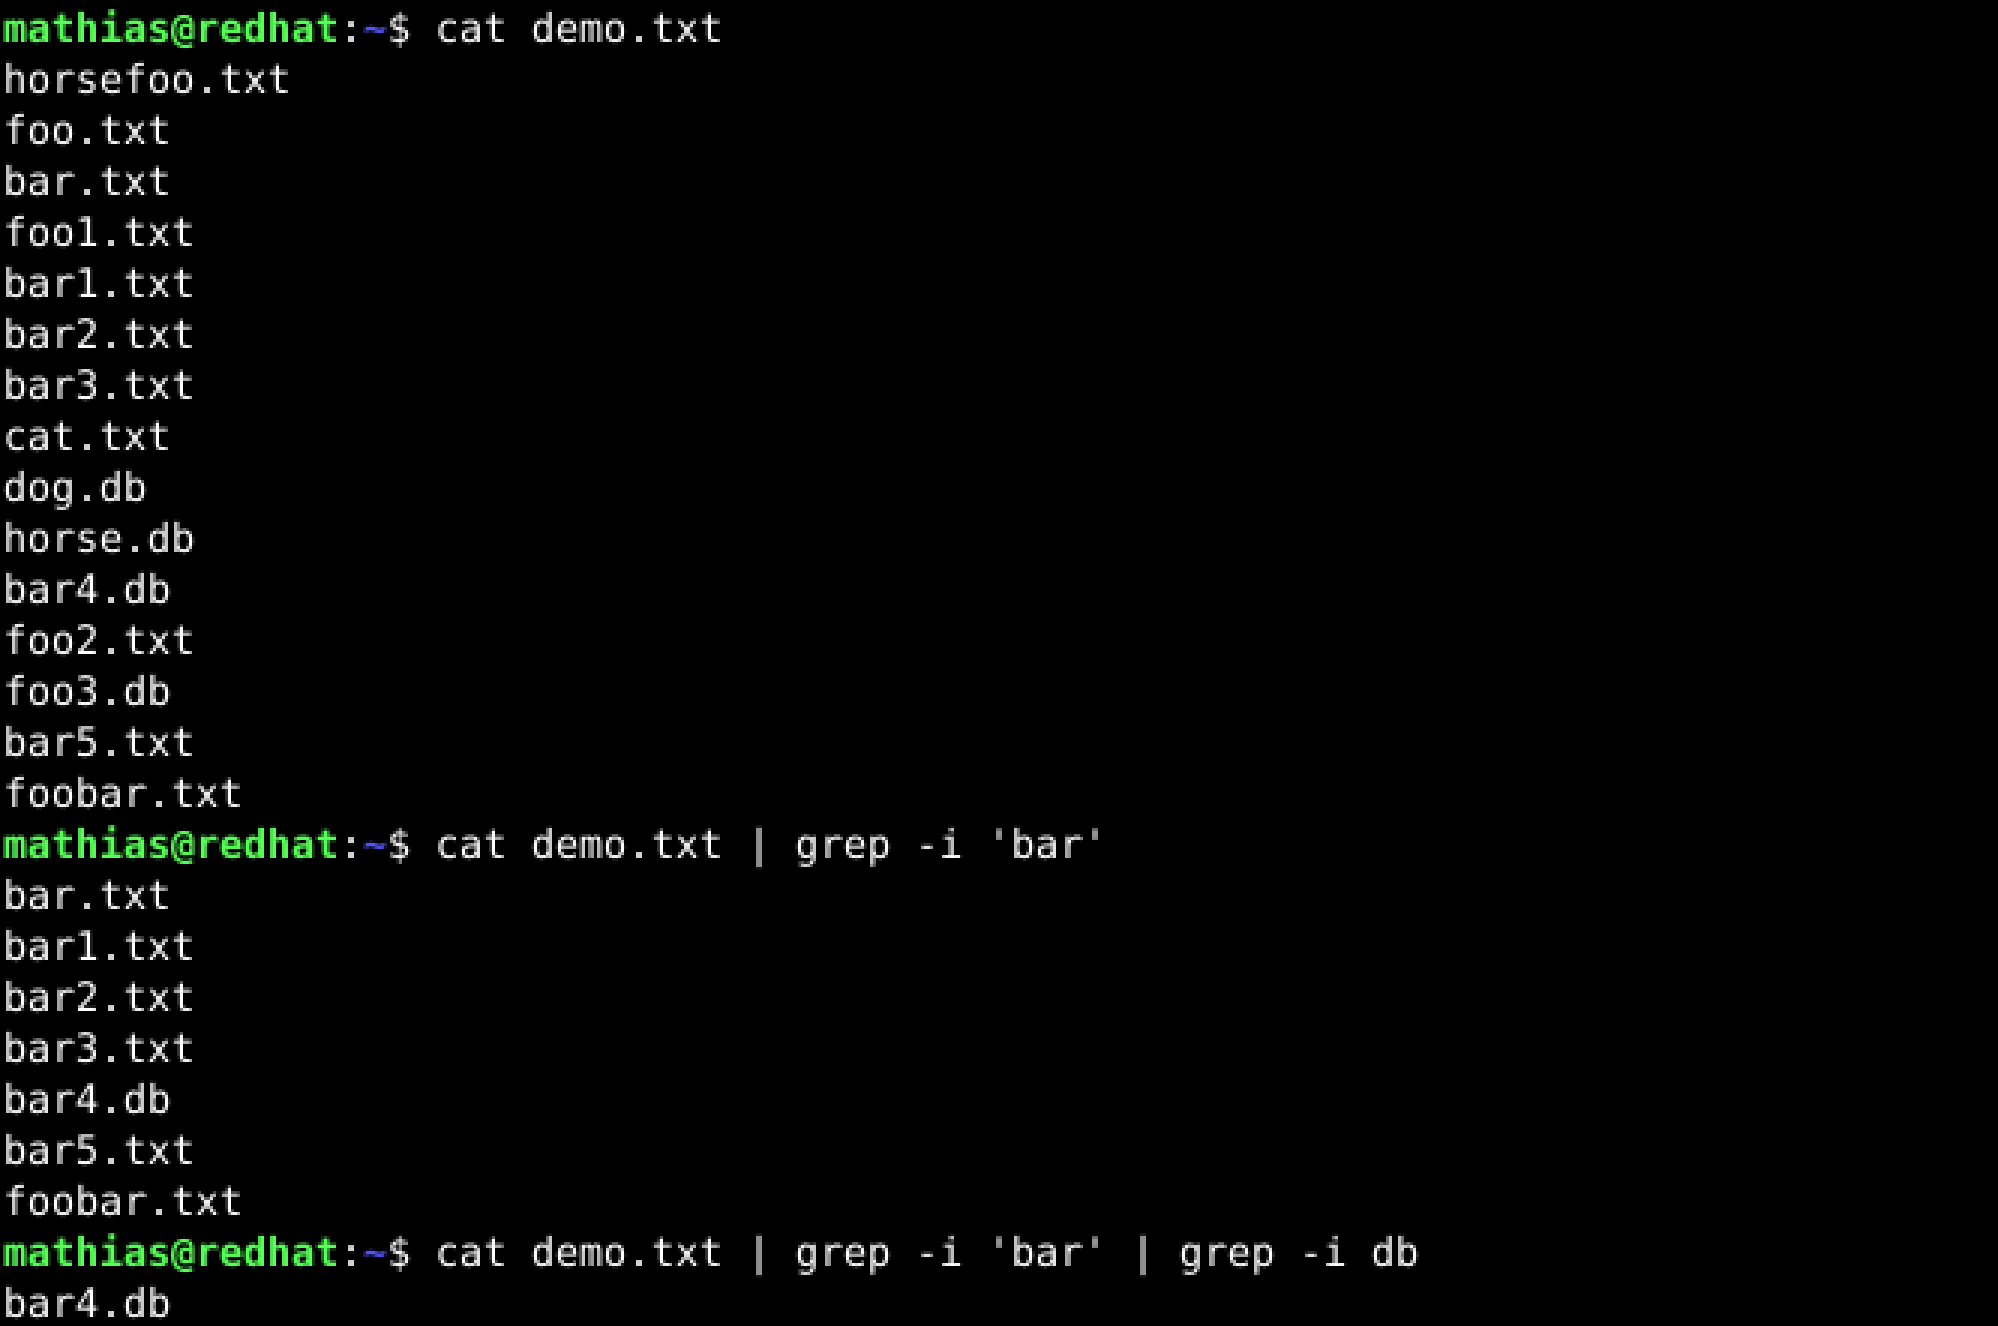 mathias@redhat:~$ cat demo.txt
horsefoo.txt
foo.txt
bar.txt
foo1.txt
bar1.txt
bar2.txt
bar3.txt
cat.txt
dog.db
horse.db
bar4.db
foo2.txt
foo3.db
bar5.txt
foobar.txt
mathias@redhat:~$ cat demo.txt | grep -i 'bar'
bar.txt
bar1.txt
bar2.txt
bar3.txt
bar4.db
bar5.txt
foobar.txt
mathias@redhat:~$ cat demo.txt | grep -i 'bar' | grep -i db
bar4.db